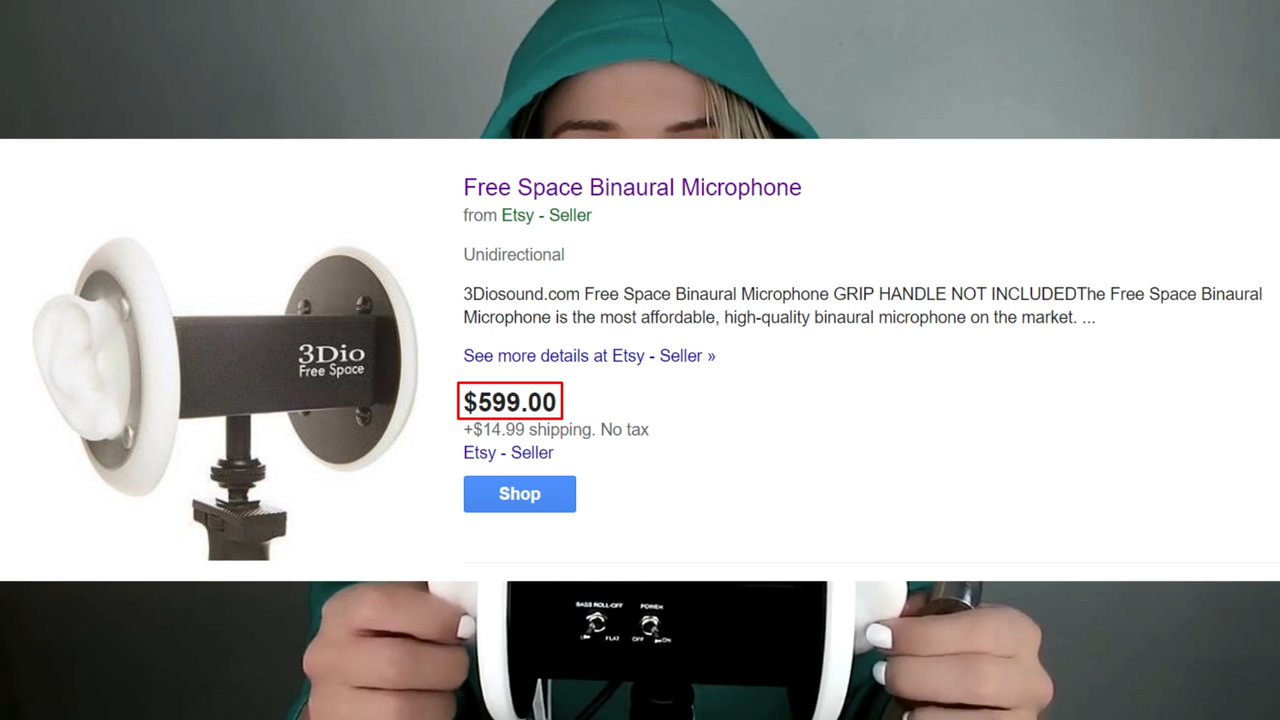 Free Space Binaural Microphone
from Etsy - Seller
Unidirectional
3Diosound.com Free Space Binaural Microphone GRIP HANDLE NOT INCLUDEDThe Free Space Binaural
Microphone is the most affordable, high-quality binaural microphone on the market. ...
See more details at Etsy - Seller »
3Dio
Free Space
$599.00
+$14.99 shipping. No tax
Etsy - Seller
Shop
BASS ROLL-OFF
POWER
FLAT
OFF
ON